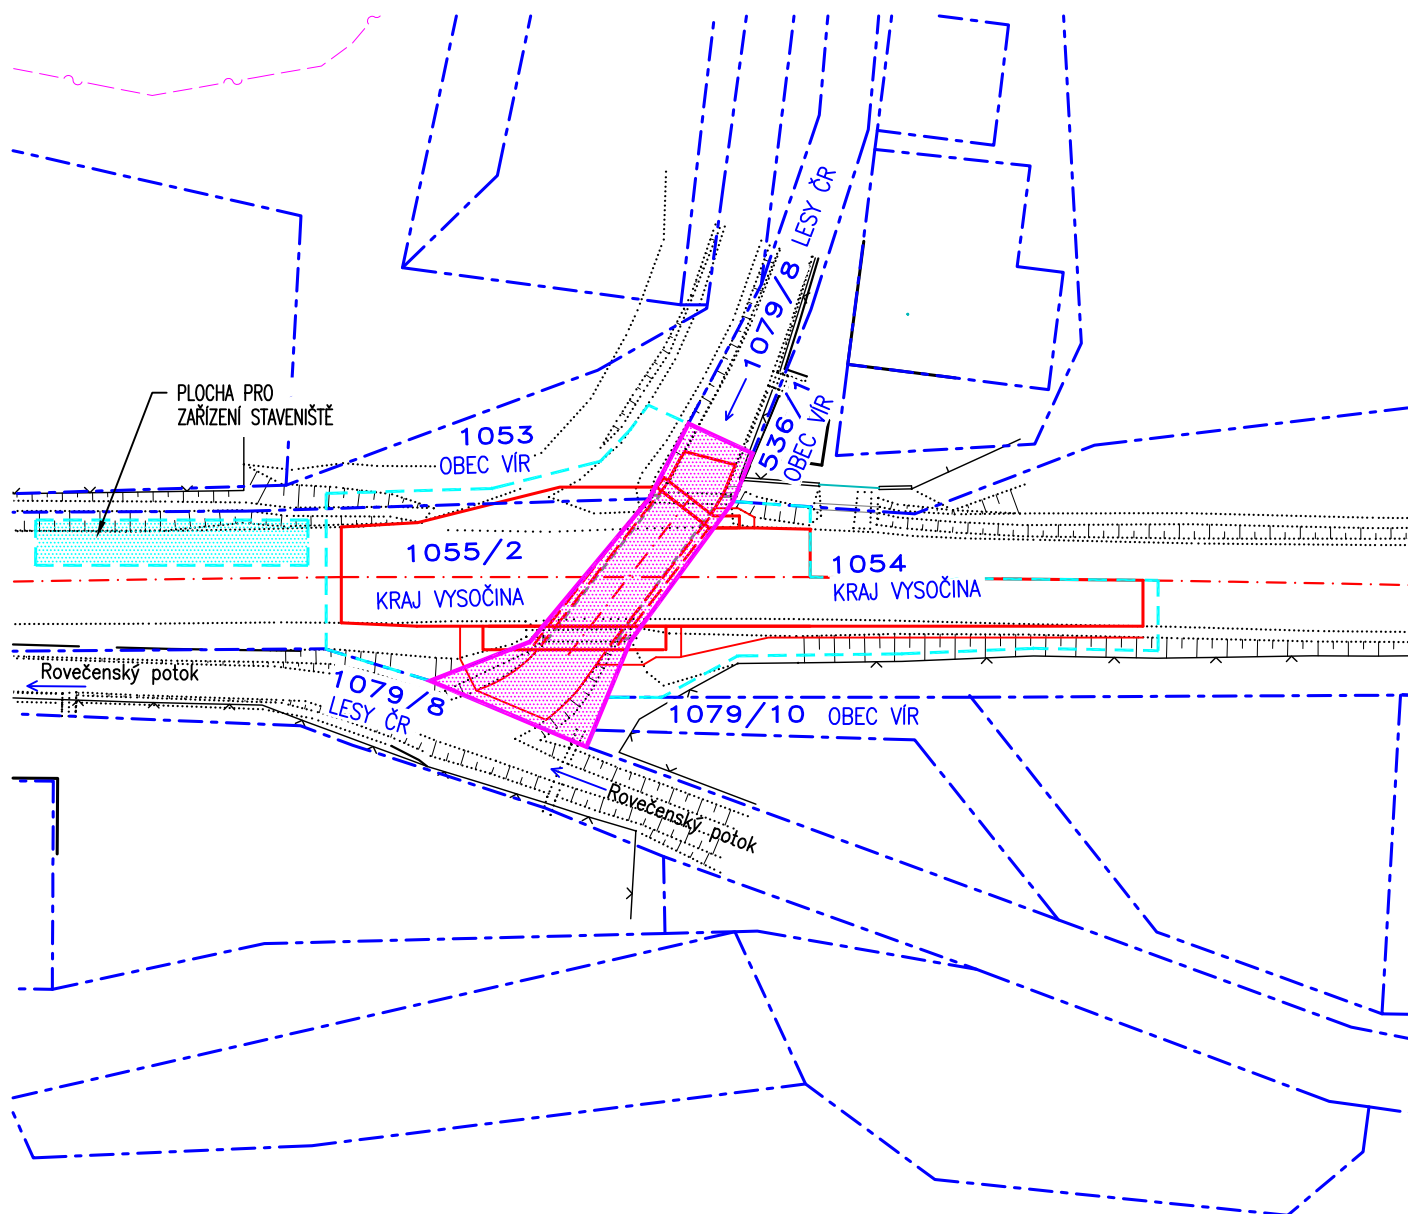 1079/8 LESY ČR
PLOCHA PRO
ZAŘÍZENÍ STAVENIŠTĚ
1053
OBEC VÍR
536/1
OBEC VÍR
1055/2
KRAJ VYSOČINA
1054
KRAJ VYSOČINA
Rovečenský potok
1079/8
LESY ČR
1079/10 OBEC VÍR
Rovečenský potok